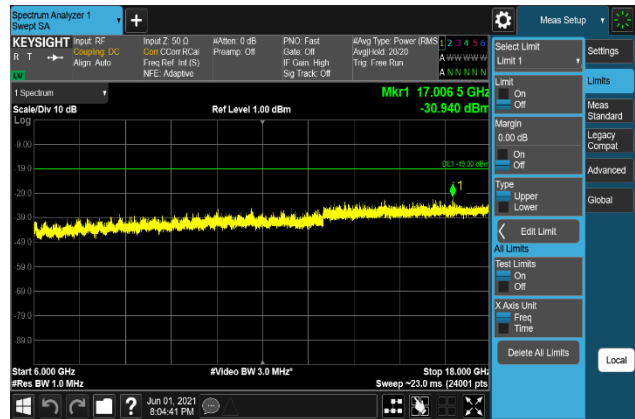 Spectrum Analyzer 1
Swept SA
Meas Setup
KEYSIGHT
R T
LW
Input: RF
Coupling: DC
Align: Auto
Input Z: 50 Ω
Corr CCorr RCal
Freq Ref: Int (S)
NFE: Adaptive
#Atten: 0 dB
Preamp: Off
PNO: Fast
Gate: Off
IF Gain: High
Sig Track: Off
#Avg Type: Power (RMS
Avg|Hold: 20/20
Trig: Free Run
1 2 3 4 5 6
A W W W W W
A N N N N N
1 Spectrum
Scale/Div 10 dB
Log
Ref Level 1.00 dBm
Mkr1 17.006 5 GHz
-30.940 dBm
-9.00
-19.0
-29.0
-39.0
-49.0
-59.0
-69.0
-79.0
-89.0
DL1 -19.00 dBm
1
Start 6.000 GHz
#Res BW 1.0 MHz
#Video BW 3.0 MHz*
Stop 18.000 GHz
Sweep ~23.0 ms (24001 pts
Select Limit
Limit 1
Limit
On
Off
Margin
0.00 dB
On
Off
Type
Upper
Lower
Edit Limit
All Limits
Test Limits
On
Off
X Axis Unit
Freq
Time
Delete All Limits
Settings
Limits
Meas
Standard
Legacy
Compat
Advanced
Global
Local
?
Jun 01, 2021
8:04:41 PM